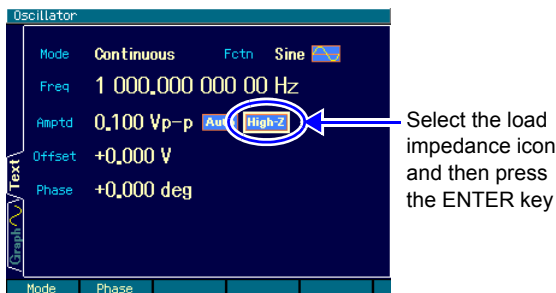 Oscillator
Mode Continuous Fctn Sine
Freq 1 000.000 000 00 Hz
Amptd 0.100 Vp-p Auto High-Z
Offset +0.000 V
Phase +0.000 deg
Text
Graph
Mode Phase
Select the load
impedance icon
and then press
the ENTER key